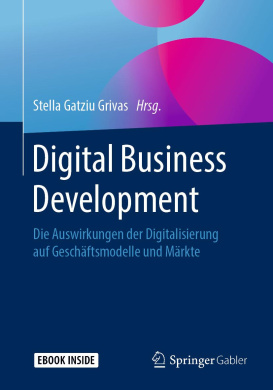 Stella Gatziu Grivas Hrsg.
Digital Business
Development
Die Auswirkungen der Digitalisierung
auf Geschäftsmodelle und Märkte
EBOOK INSIDE
Springer Gabler